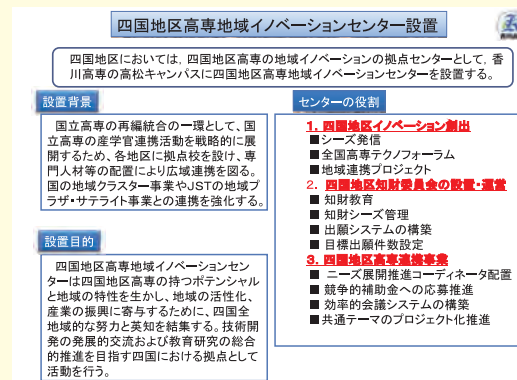 四国地区高専地域イノベーションセンター設置
四国地区においては，四国地区高専の地域イノベーションの拠点センターとして，香
川高専の高松キャンパスに四国地区高専地域イノベーションセンターを設置する。
設置背景
国立高専の再編統合の一環として、国
立高専の産学官連携活動を戦略的に展
開するため、各地区に拠点校を設け、専
門人材等の配置により広域連携を図る。
国の地域クラスター事業やJSTの地域プ
ラザ・サテライト事業との連携を強化する。
設置目的
四国地区高専地域イノベーションセン
ターは四国地区高専の持つポテンシャル
と地域の特性を生かし、地域の活性化、
産業の振興に寄与するために、四国全
地域的な努力と英知を結集する。技術開
発の発展的交流および教育研究の総合
的推進を目指す四国における拠点として
活動を行う。
センターの役割
1. 四国地区イノベーション創出
■シーズ発信
■全国高専テクノフォーラム
■地域連携プロジェクト
2. 四国地区知財委員会の設置・運営
■ 知財教育
■ 知財シーズ管理
■ 出願システムの構築
■ 目標出願件数設定
3. 四国地区高専連携事業
■ ニーズ展開推進コーディネータ配置
■ 競争的補助金への応募推進
■ 効率的会議システムの構築
■ 共通テーマのプロジェクト化推進